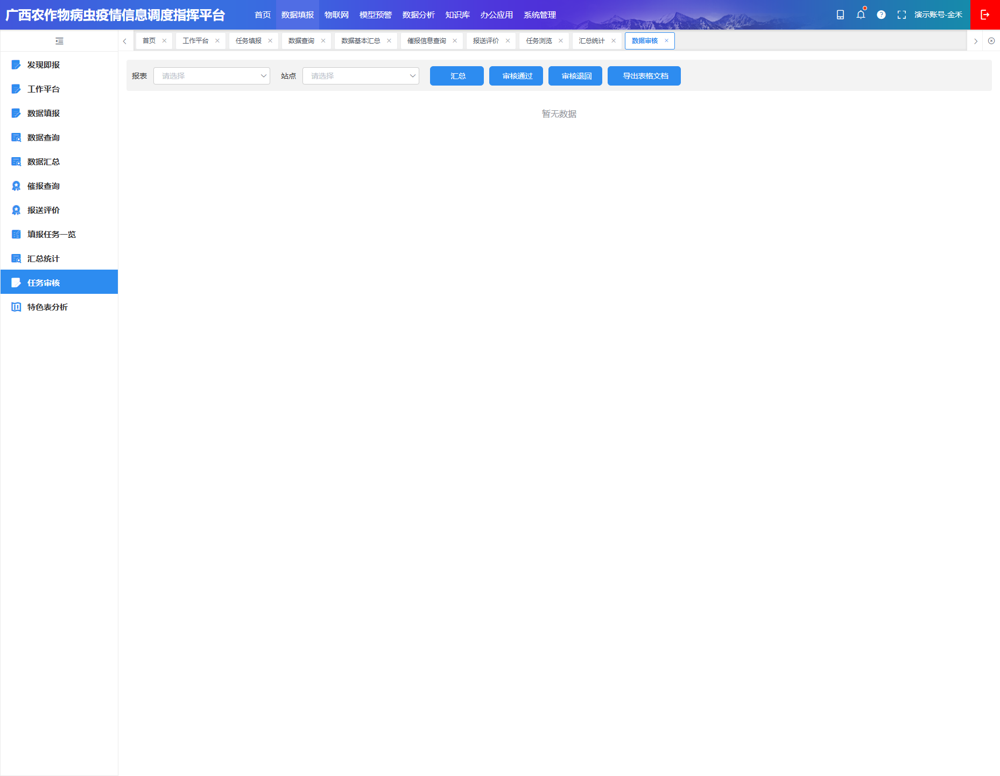 广西农作物病虫疫情信息调度指挥平台 首页 数据填报 物联网 模型预警 数据分析 知识库 办公应用 系统管理 演示账号-金禾
首页 工作平台 任务填报 数据查询 数据基本汇总 催报信息查询 报送评价 任务浏览 汇总统计 数据审核
发现即报
工作平台
数据填报
数据查询
数据汇总
催报查询
报送评价
填报任务一览
汇总统计
任务审核
特色表分析
报表 请选择 站点 请选择 汇总 审核通过 审核退回 导出表格文档
暂无数据